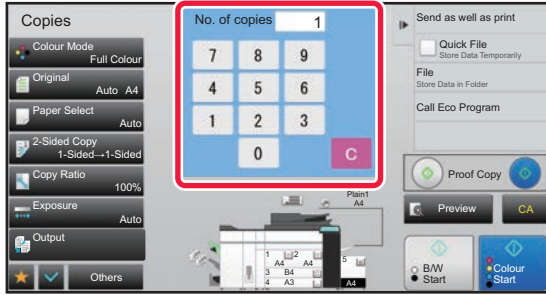 Copies
Colour Mode
Full Colour
Original
Auto A4
Paper Select
Auto
2-Sided Copy
1-Sided→1-Sided
Copy Ratio
100%
Exposure
Auto
Output
Others
No. of copies 1
7 8 9
4 5 6
1 2 3
0 C
Plain1
A4
1 A4 2 A4 5
3 B4
4 A3 A4
Send as well as print
Quick File
Store Data Temporarily
File
Store Data in Folder
Call Eco Program
Proof Copy
Preview CA
B/W
Start
Colour
Start